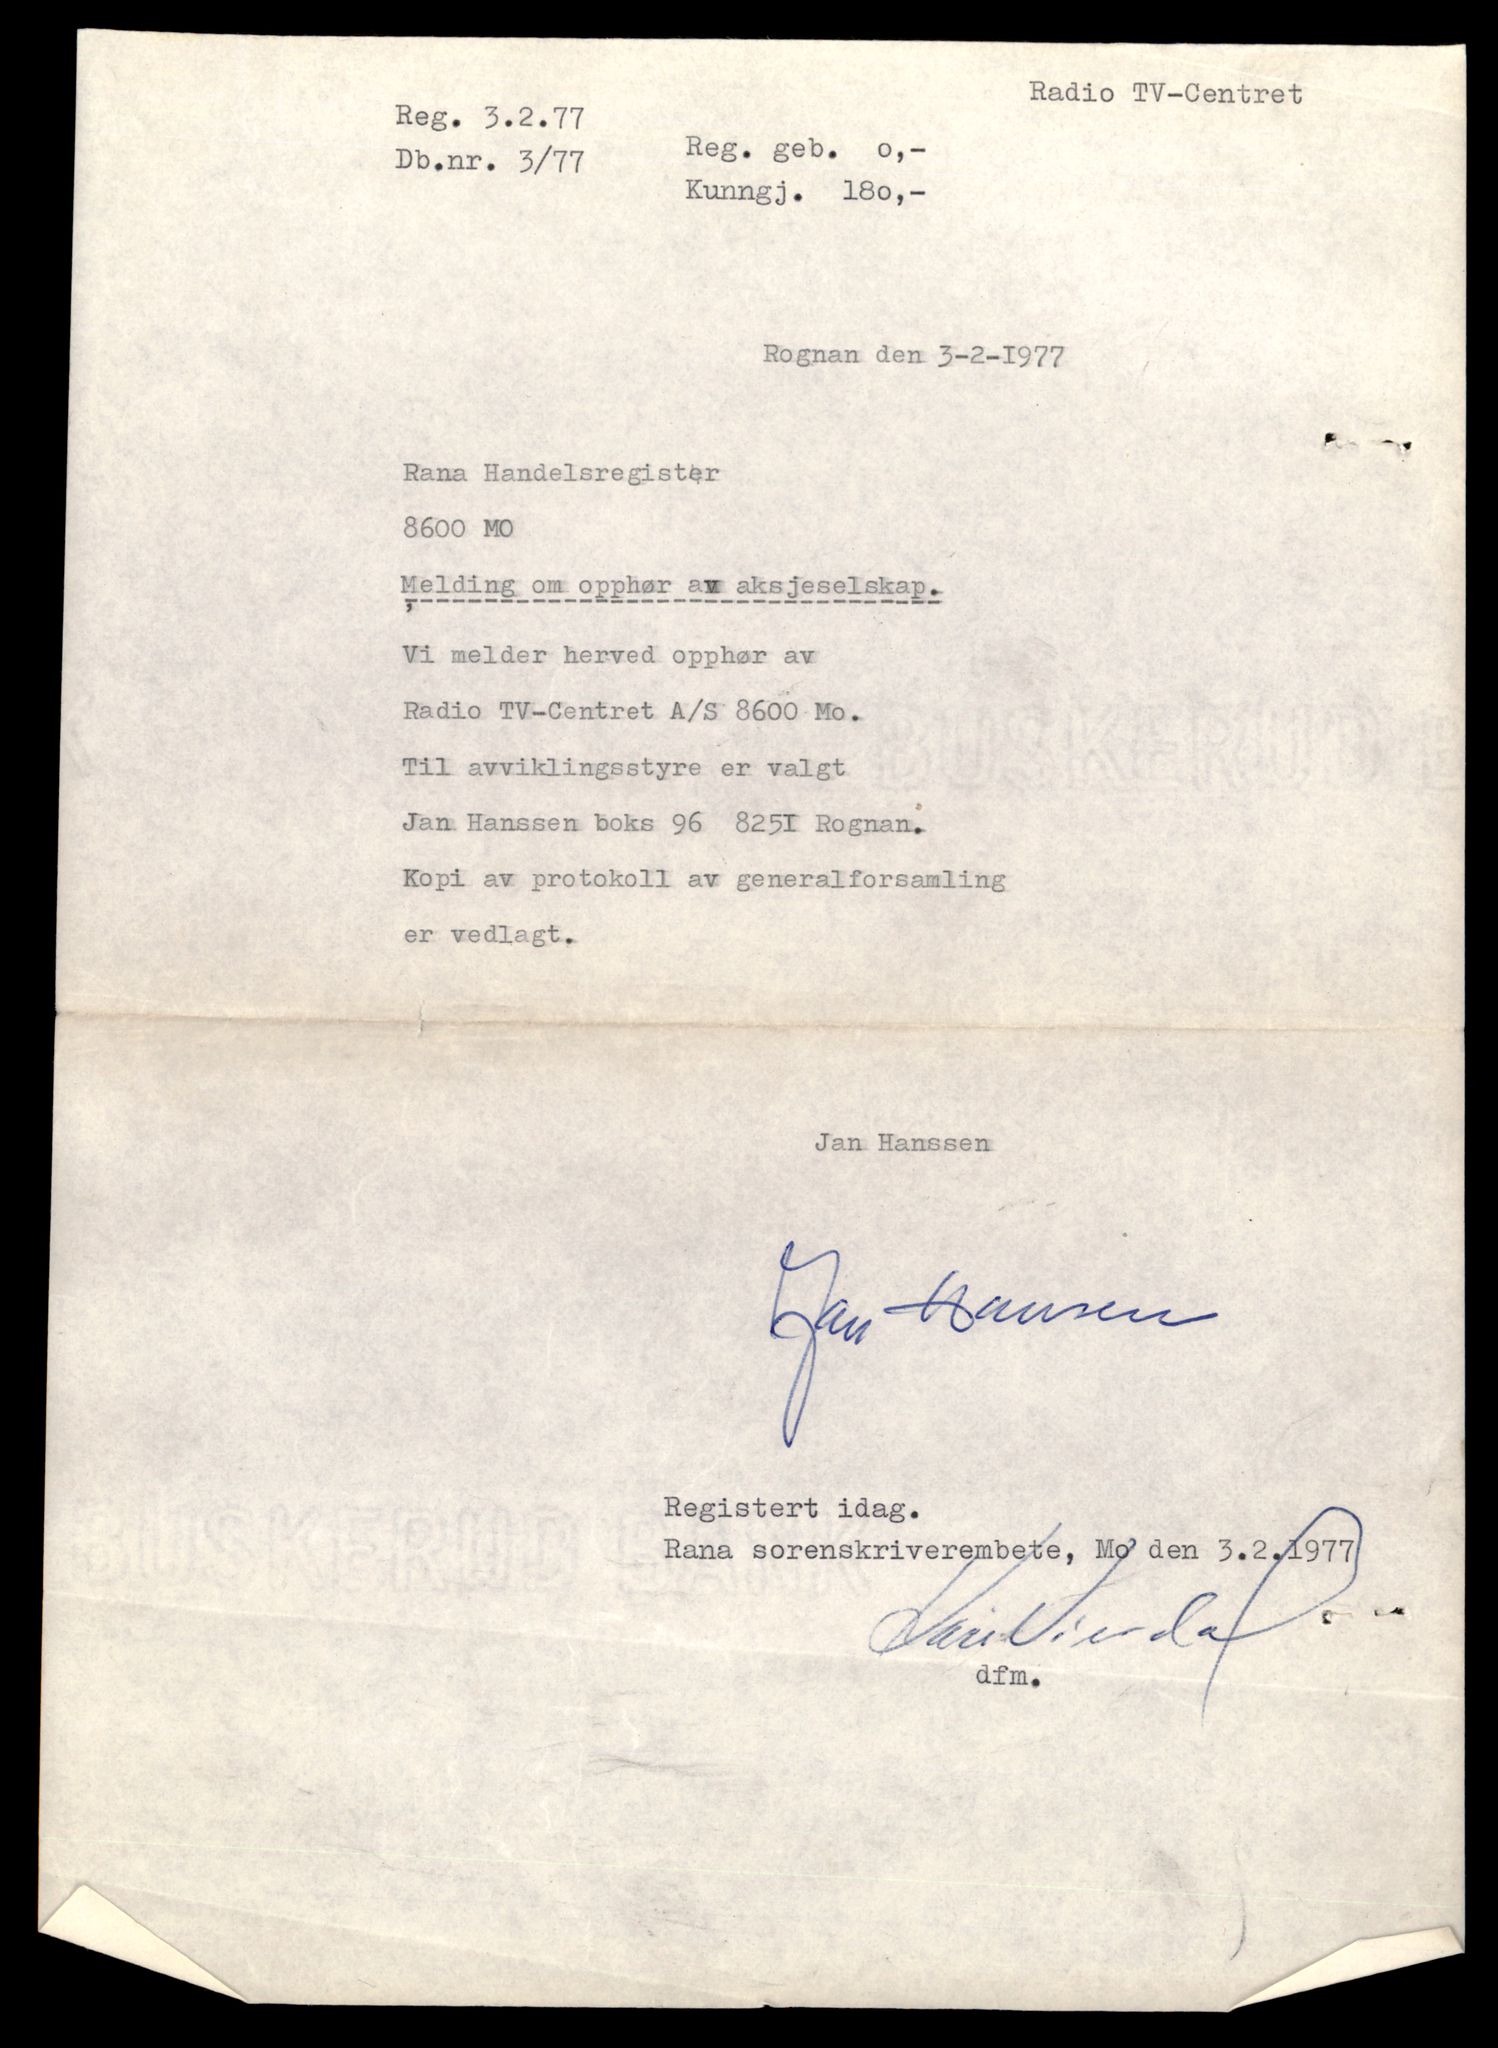 Radio TV-Centret
Reg. 3.2.77
Db.nr. 3/77
Reg. geb. o,-
Kunngj. 18o,-
Rognan den 3-2-I977
Rana Handelsregister
8600 MO
Melding om opphør av aksjeselskap.
Vi melder herved opphør av
Radio TV-Centret A/S 8600 Mo.
Til avviklingsstyre er valgt
Jan Hanssen boks 96 825I Rognan.
Kopi av protokoll av generalforsamling
er vedlagt.
Jan Hanssen
Jan Hanssen
Registert idag.
Rana sorenskriverembete, Mo den 3.2.1977
dfm.